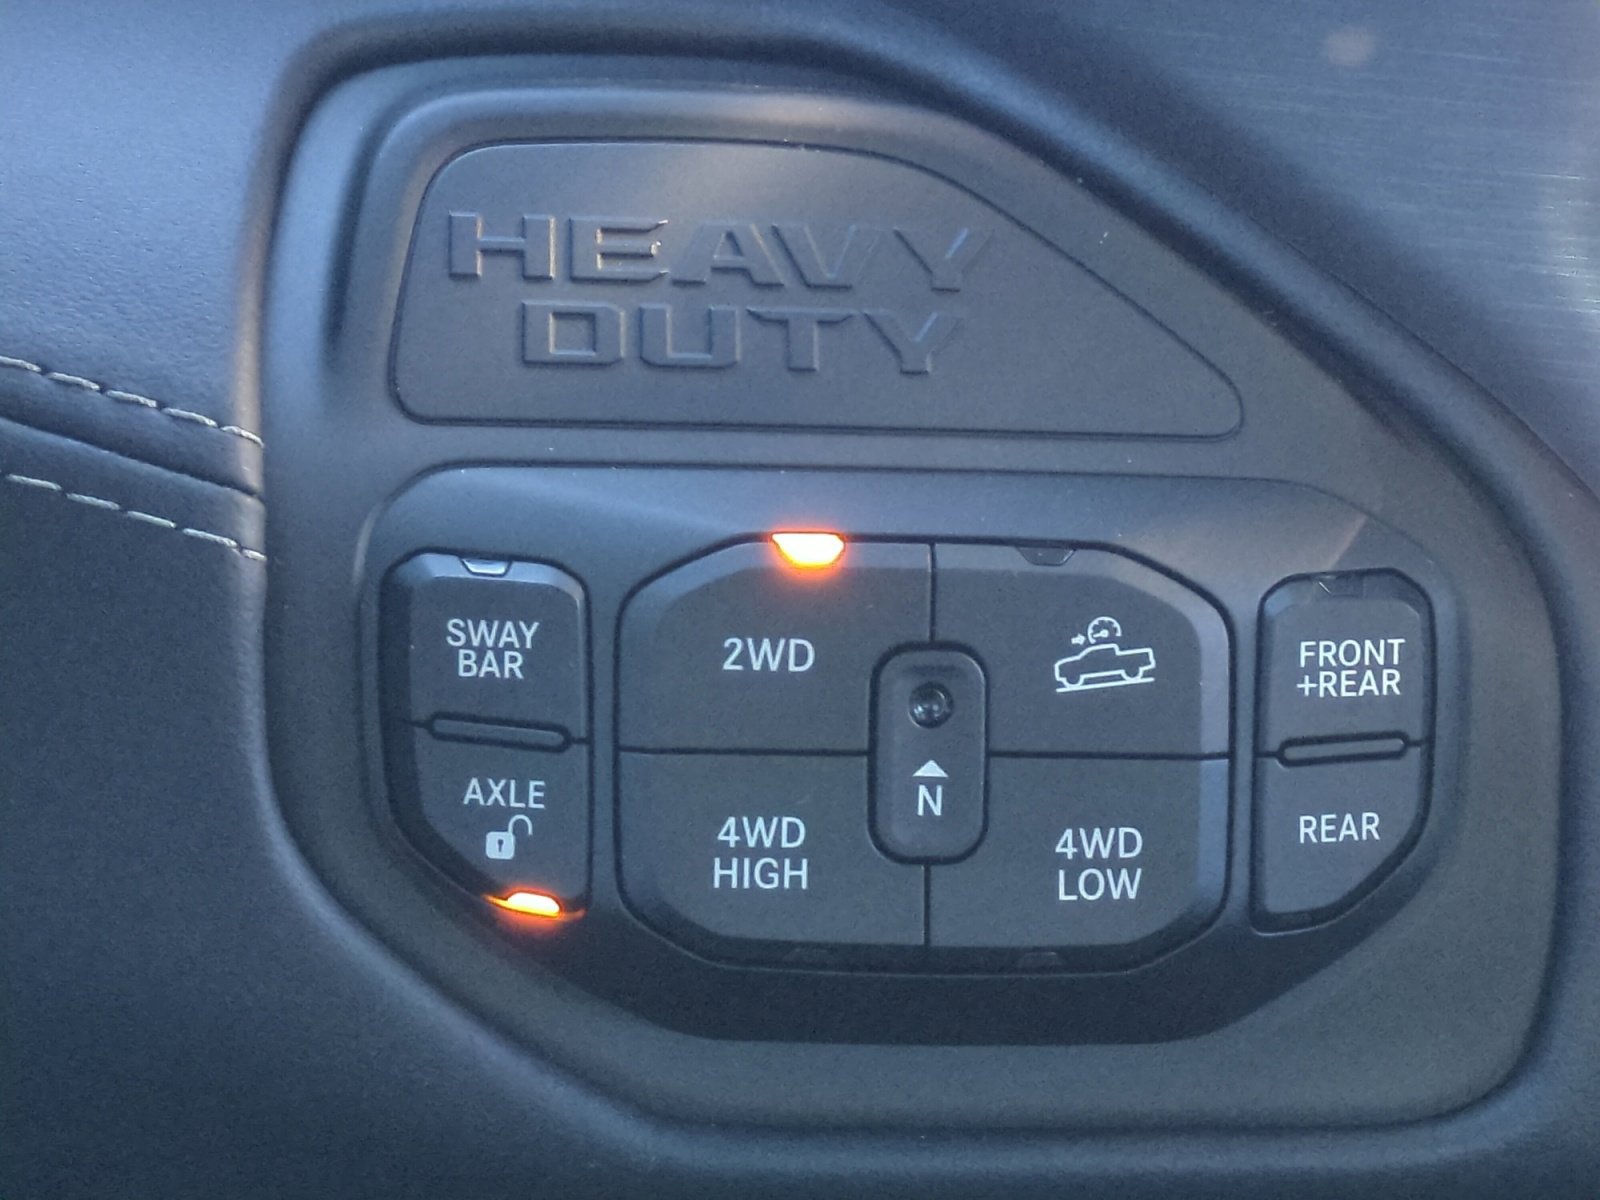 HEAVY
DUTY
SWAY
BAR
2WD
FRONT
+REAR
AXLE
N
4WD
HIGH
4WD
LOW
REAR